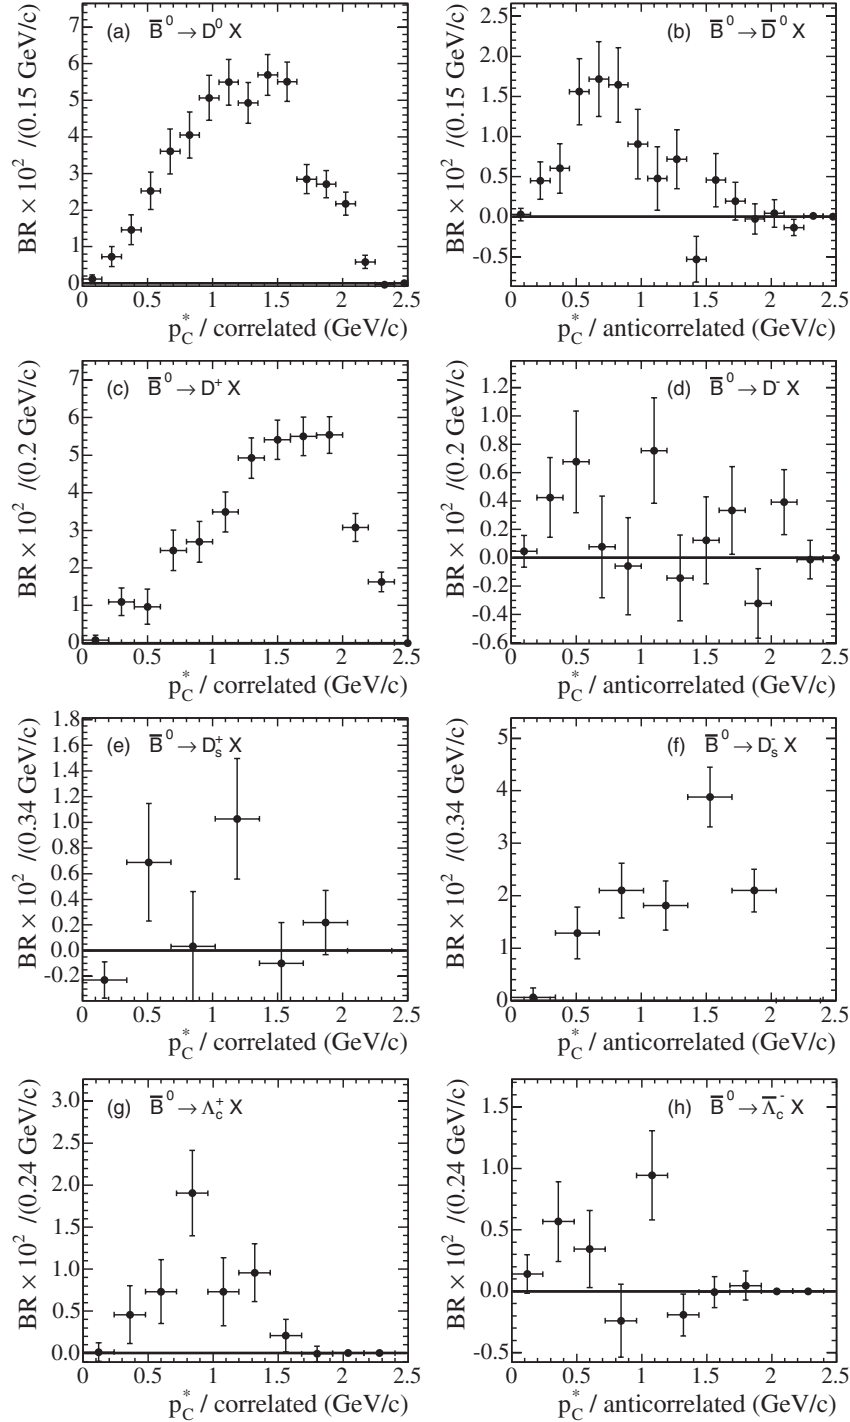 (a) B̅⁰ → D⁰ X
BR × 10² /(0.15 GeV/c)
7
6
5
4
3
2
1
0
0 0.5 1 1.5 2 2.5
p*_C / correlated (GeV/c)
(b) B̅⁰ → D̅⁰ X
BR × 10² /(0.15 GeV/c)
2.5
2.0
1.5
1.0
0.5
0.0
-0.5
0 0.5 1 1.5 2 2.5
p*_C / anticorrelated (GeV/c)
(c) B̅⁰ → D⁺ X
BR × 10² /(0.2 GeV/c)
7
6
5
4
3
2
1
0
0 0.5 1 1.5 2 2.5
p*_C / correlated (GeV/c)
(d) B̅⁰ → D⁻ X
BR × 10² /(0.2 GeV/c)
1.2
1.0
0.8
0.6
0.4
0.2
0.0
-0.2
-0.4
-0.6
0 0.5 1 1.5 2 2.5
p*_C / anticorrelated (GeV/c)
(e) B̅⁰ → D_s⁺ X
BR × 10² /(0.34 GeV/c)
1.8
1.6
1.4
1.2
1.0
0.8
0.6
0.4
0.2
0.0
-0.2
0 0.5 1 1.5 2 2.5
p*_C / correlated (GeV/c)
(f) B̅⁰ → D_s⁻ X
BR × 10² /(0.34 GeV/c)
5
4
3
2
1
0
0 0.5 1 1.5 2 2.5
p*_C / anticorrelated (GeV/c)
(g) B̅⁰ → Λ_c⁺ X
BR × 10² /(0.24 GeV/c)
3.0
2.5
2.0
1.5
1.0
0.5
0.0
0 0.5 1 1.5 2 2.5
p*_C / correlated (GeV/c)
(h) B̅⁰ → Λ̅_c⁻ X
BR × 10² /(0.24 GeV/c)
1.5
1.0
0.5
0.0
-0.5
0 0.5 1 1.5 2 2.5
p*_C / anticorrelated (GeV/c)